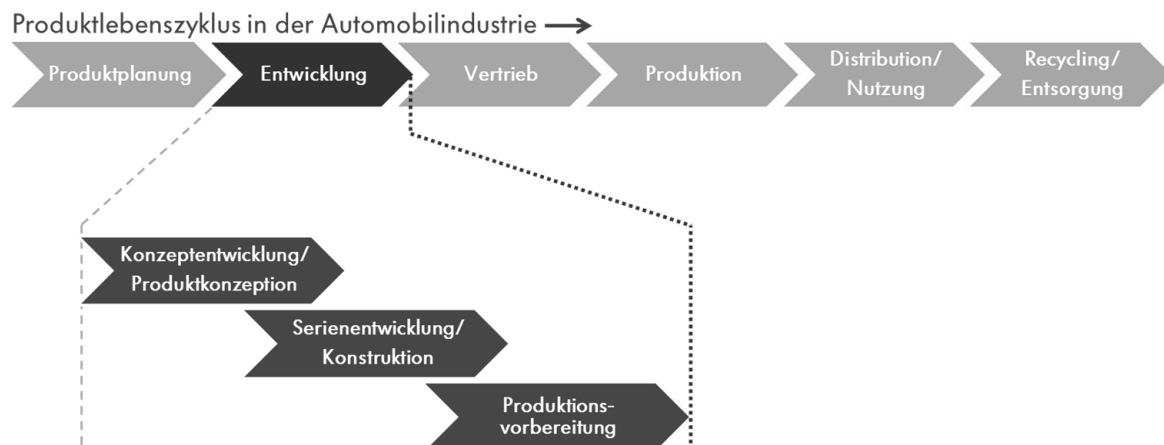 Produktlebenszyklus in der Automobilindustrie
Produktplanung
Entwicklung
Vertrieb
Produktion
Distribution/
Nutzung
Recycling/
Entsorgung
Konzeptentwicklung/
Produktkonzeption
Serienentwicklung/
Konstruktion
Produktions-
vorbereitung